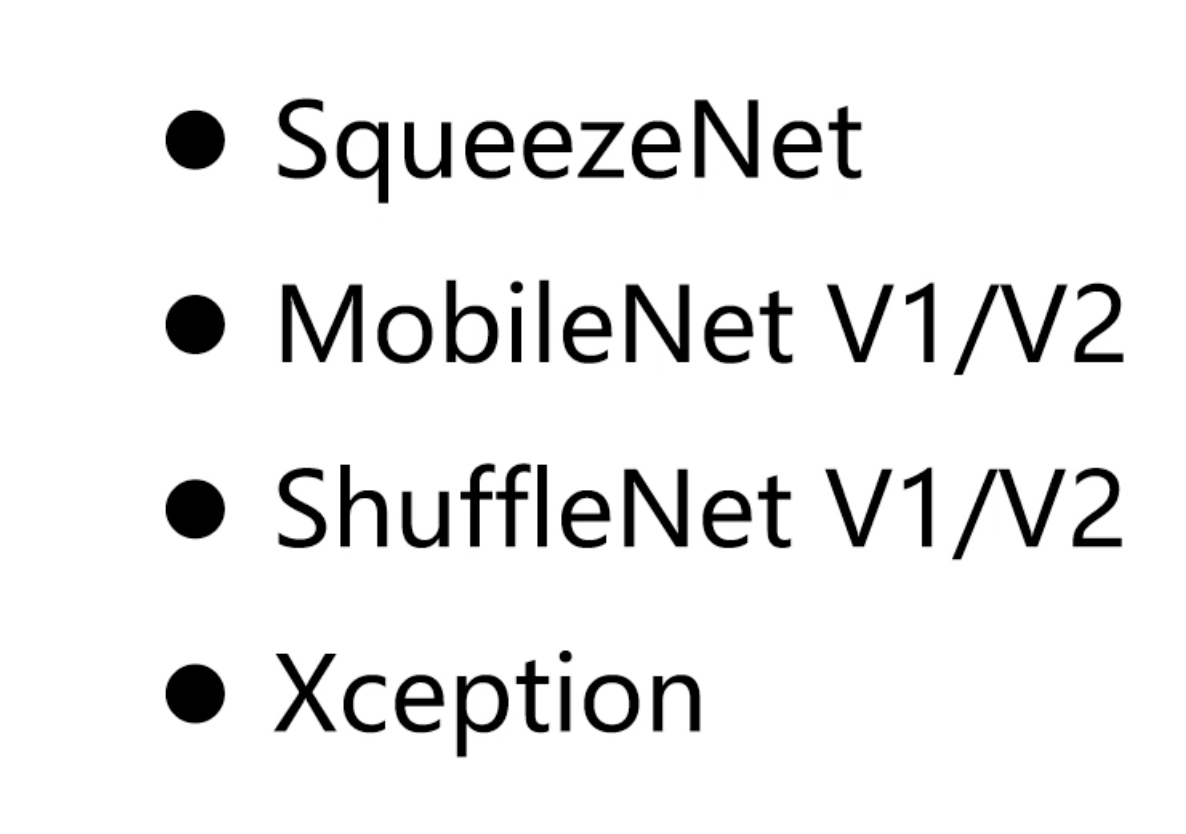 ● SqueezeNet
● MobileNet V1/V2
● ShuffleNet V1/V2
● Xception